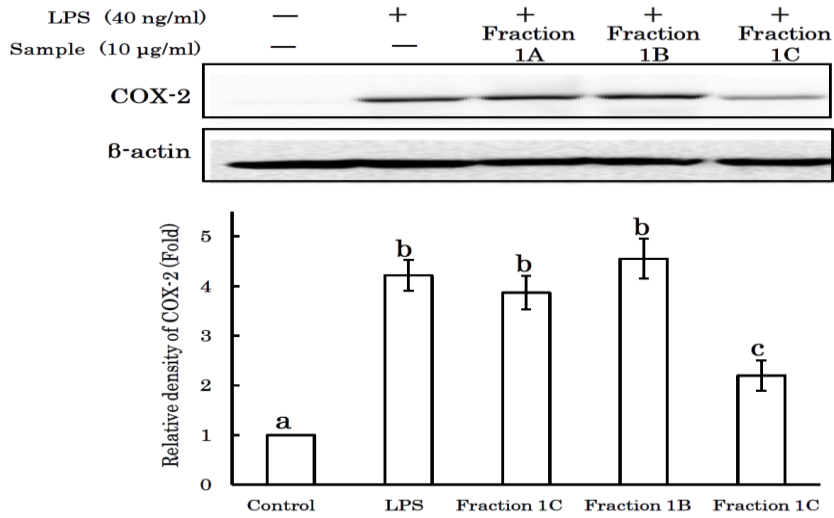 LPS (40 ng/ml) — + + + +
Sample (10 µg/ml) — — Fraction 1A Fraction 1B Fraction 1C
COX-2
ß-actin
Relative density of COX-2 (Fold)
5
4
3
2
1
0
a
b
b
b
c
Control LPS Fraction 1C Fraction 1B Fraction 1C